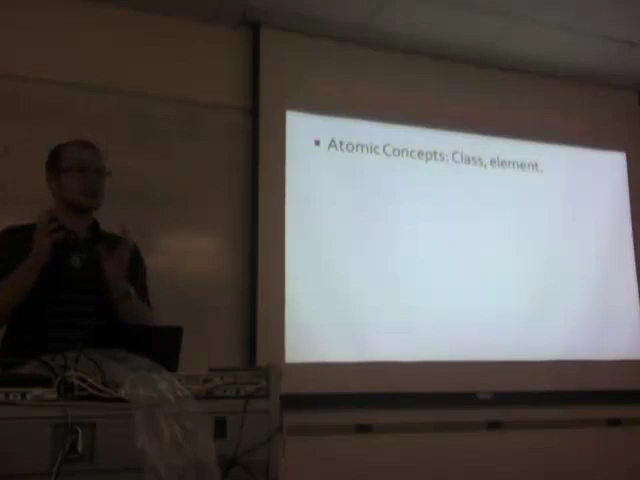 ▪ Atomic Concepts: Class, element.